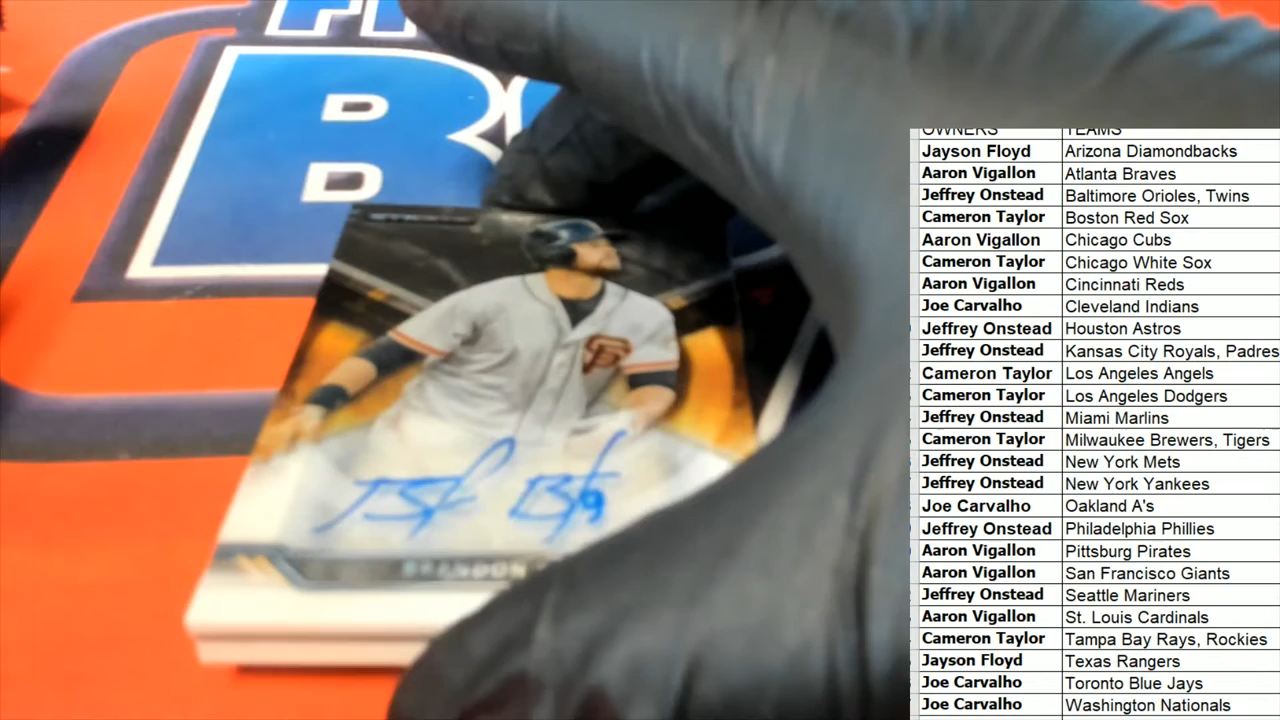 B
SF
BRANDON
OWNERS TEAMS
Jayson Floyd Arizona Diamondbacks
Aaron Vigallon Atlanta Braves
Jeffrey Onstead Baltimore Orioles, Twins
Cameron Taylor Boston Red Sox
Aaron Vigallon Chicago Cubs
Cameron Taylor Chicago White Sox
Aaron Vigallon Cincinnati Reds
Joe Carvalho Cleveland Indians
Jeffrey Onstead Houston Astros
Jeffrey Onstead Kansas City Royals, Padres
Cameron Taylor Los Angeles Angels
Cameron Taylor Los Angeles Dodgers
Jeffrey Onstead Miami Marlins
Cameron Taylor Milwaukee Brewers, Tigers
Jeffrey Onstead New York Mets
Jeffrey Onstead New York Yankees
Joe Carvalho Oakland A's
Jeffrey Onstead Philadelphia Phillies
Aaron Vigallon Pittsburg Pirates
Aaron Vigallon San Francisco Giants
Jeffrey Onstead Seattle Mariners
Aaron Vigallon St. Louis Cardinals
Cameron Taylor Tampa Bay Rays, Rockies
Jayson Floyd Texas Rangers
Joe Carvalho Toronto Blue Jays
Joe Carvalho Washington Nationals